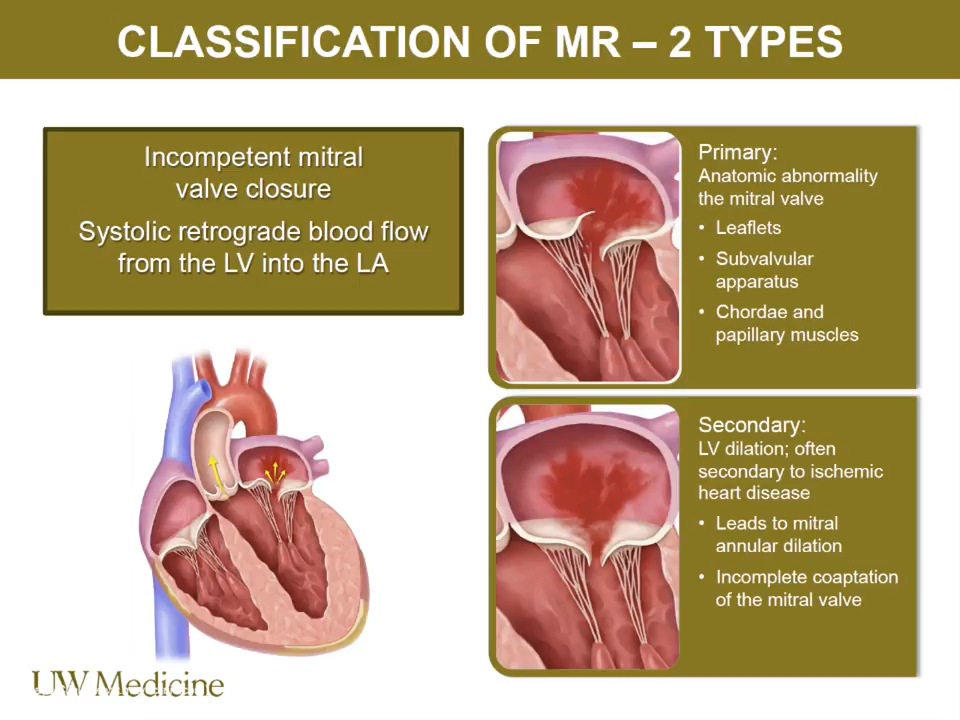 CLASSIFICATION OF MR – 2 TYPES
Incompetent mitral
valve closure
Systolic retrograde blood flow
from the LV into the LA
Primary:
Anatomic abnormality
the mitral valve
• Leaflets
• Subvalvular
apparatus
• Chordae and
papillary muscles
Secondary:
LV dilation; often
secondary to ischemic
heart disease
• Leads to mitral
annular dilation
• Incomplete coaptation
of the mitral valve
UW Medicine